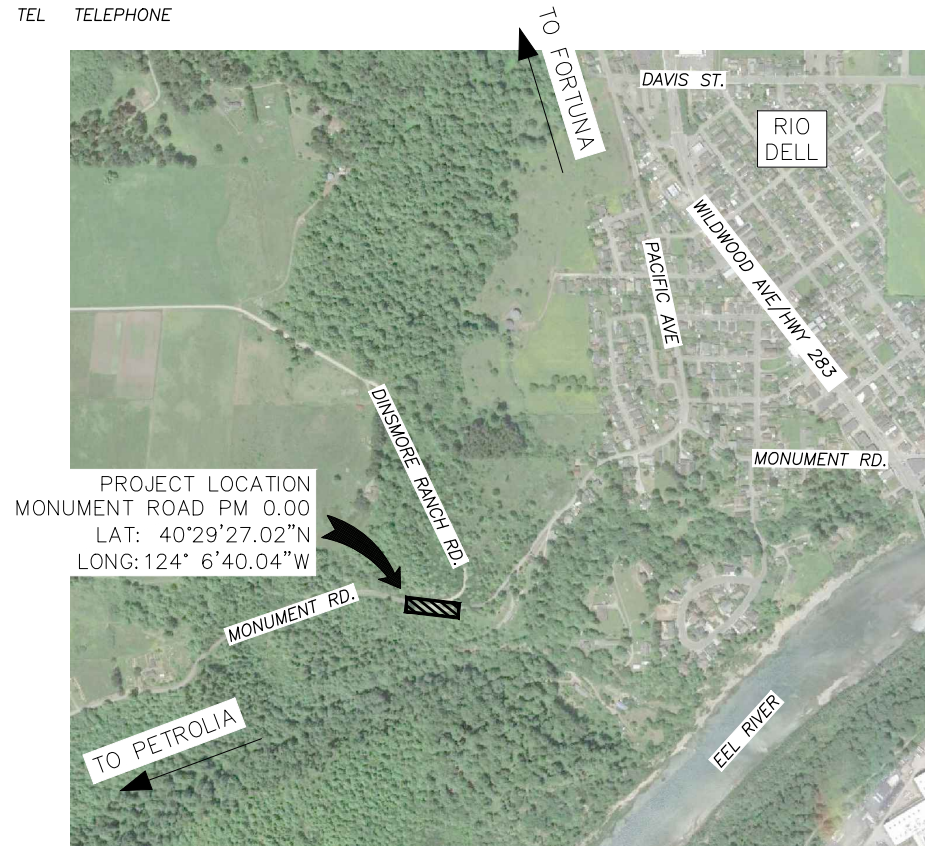 TEL TELEPHONE
TO FORTUNA
DAVIS ST.
RIO
DELL
WILDWOOD AVE/HWY 283
PACIFIC AVE
DINSMORE RANCH RD.
MONUMENT RD.
PROJECT LOCATION
MONUMENT ROAD PM 0.00
LAT: 40°29'27.02"N
LONG: 124° 6'40.04"W
MONUMENT RD.
TO PETROLIA
EEL RIVER